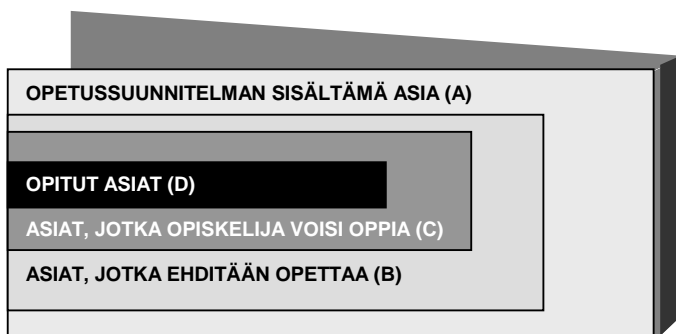 OPETUSSUUNNITELMAN SISÄLTÄMÄ ASIA (A)
OPITUT ASIAT (D)
ASIAT, JOTKA OPISKELIJA VOISI OPPIA (C)
ASIAT, JOTKA EHDITÄÄN OPETTAA (B)